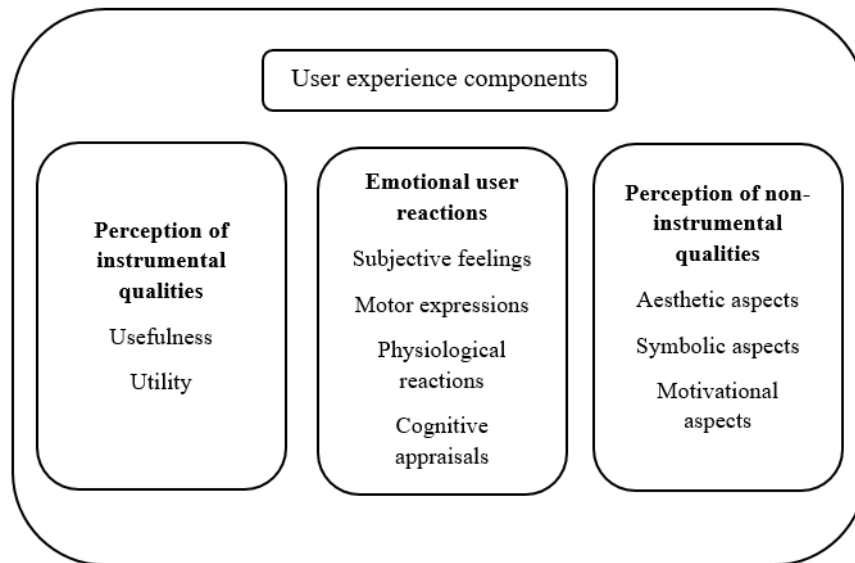 User experience components
Perception of
instrumental
qualities
Usefulness
Utility
Emotional user
reactions
Subjective feelings
Motor expressions
Physiological
reactions
Cognitive
appraisals
Perception of non-
instrumental
qualities
Aesthetic aspects
Symbolic aspects
Motivational
aspects